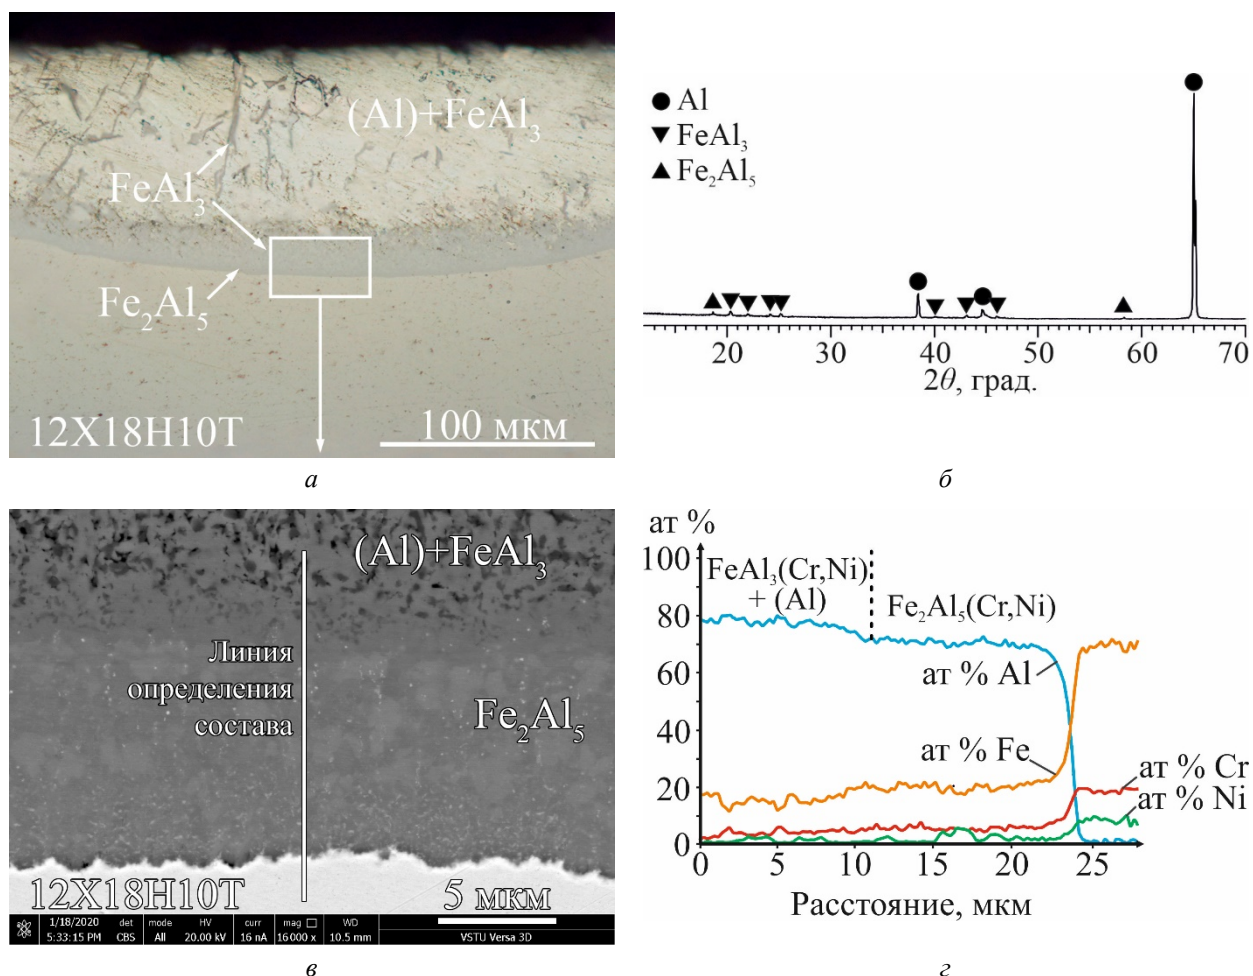 (Al)+FeAl₃
FeAl₃
Fe₂Al₅
12Х18Н10Т
100 мкм
а
Al
FeAl₃
Fe₂Al₅
20
30
40
50
60
70
2θ, град.
б
(Al)+FeAl₃
Линия
определения
состава
Fe₂Al₅
12Х18Н10Т
5 мкм
1/18/2020 det mode HV curr mag WD
5:33:15 PM CBS All 20.00 kV 16 nA 16 000 x 10.5 mm VSTU Versa 3D
в
ат %
100
80
60
40
20
0
FeAl₃(Cr,Ni)
+ (Al)
Fe₂Al₅(Cr,Ni)
ат % Al
ат % Fe
ат % Cr
ат % Ni
0 5 10 15 20 25
Расстояние, мкм
г